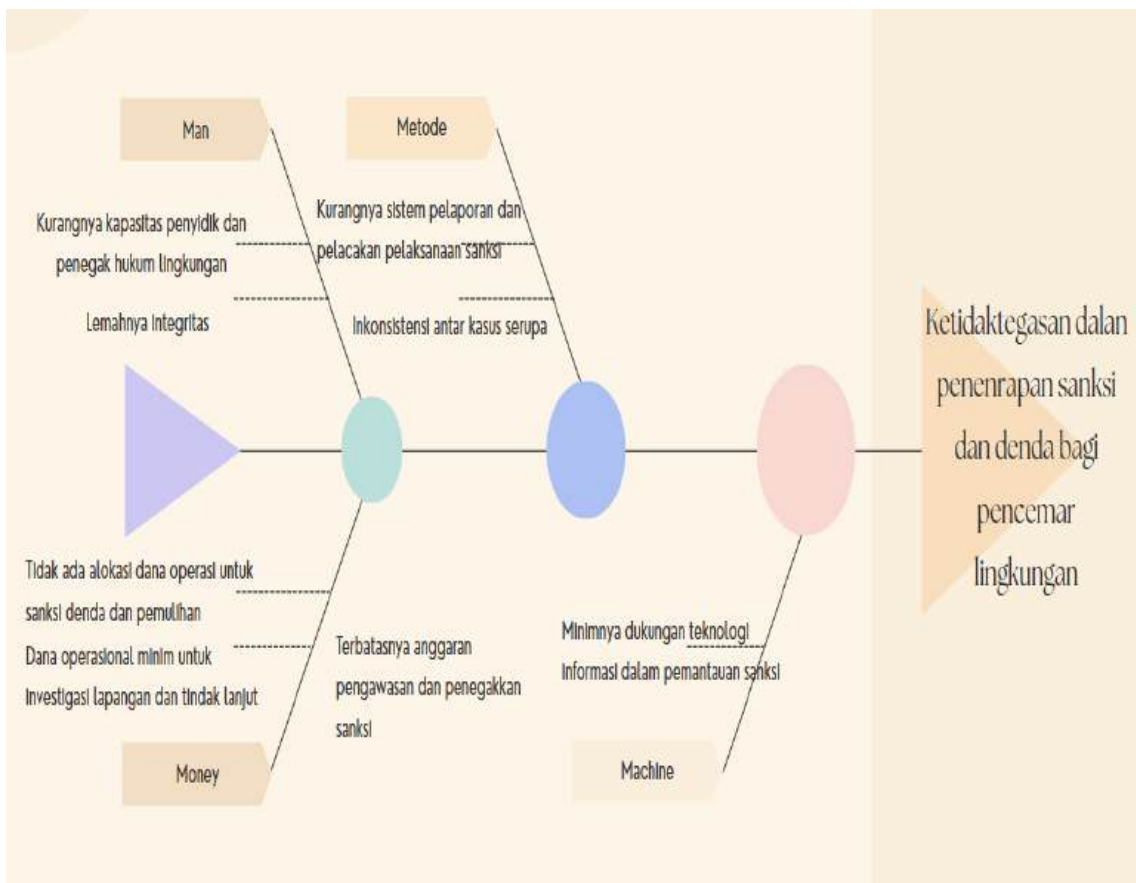 Man
Kurangnya kapasitas penyidik dan
penegak hukum lingkungan
Lemahnya Integritas
Metode
Kurangnya sistem pelaporan dan
pelacakan pelaksanaan sanksi
Inkonsistensi antar kasus serupa
Ketidaktegasan dalan
penenrapan sanksi
dan denda bagi
pencemar
lingkungan
Tidak ada alokasi dana operasi untuk
sanksi denda dan pemulihan
Dana operasional minim untuk
investigasi lapangan dan tindak lanjut
Terbatasnya anggaran
pengawasan dan penegakkan
sanksi
Money
Minimnya dukungan teknologi
informasi dalam pemantauan sanksi
Machine